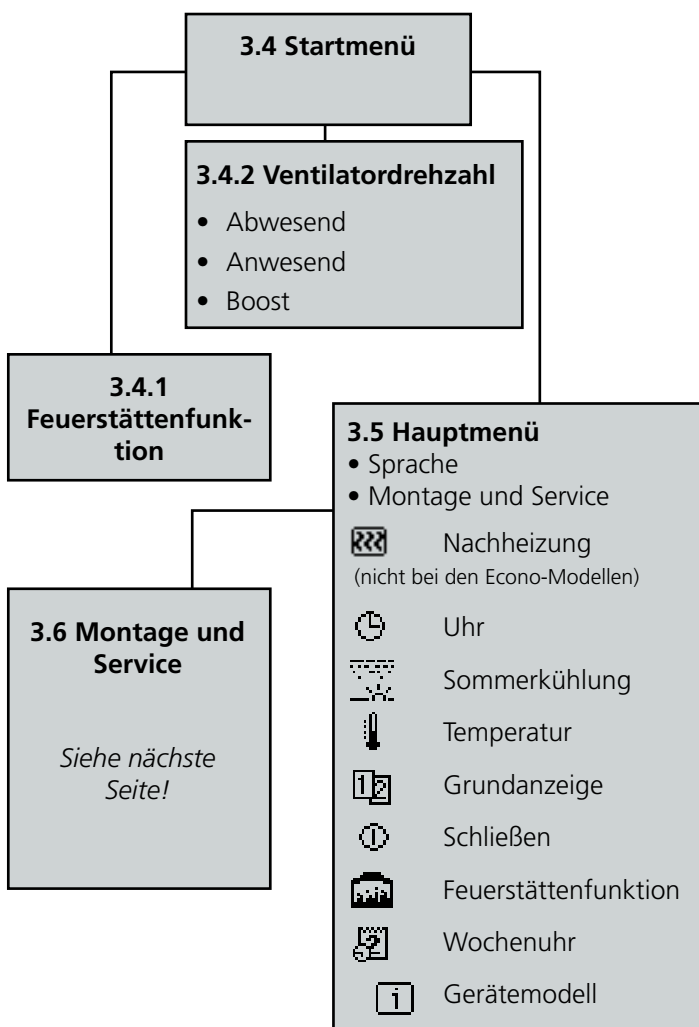 3.4 Startmenü
3.4.2 Ventilatordrehzahl
• Abwesend
• Anwesend
• Boost
3.4.1
Feuerstättenfunk-
tion
3.5 Hauptmenü
• Sprache
• Montage und Service
Nachheizung
(nicht bei den Econo-Modellen)
Uhr
Sommerkühlung
Temperatur
12 Grundanzeige
Schließen
Feuerstättenfunktion
2 Wochenuhr
i Gerätemodell
3.6 Montage und
Service
Siehe nächste
Seite!